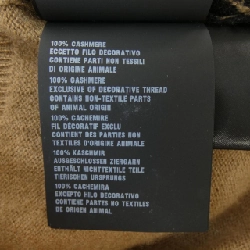 100% CASHMERE
ECCETTO FILO DECORATIVO
CONTIENE PARTI NON TESSILI
DI ORIGINE ANIMALE
100% CASHMERE
EXCLUSIVE OF DECORATIVE THREAD
CONTAINS NON-TEXTILE PARTS
OF ANIMAL ORIGIN
100% CACHEMIRE
FIL DÉCORATIF EXCLU
CONTIENT DES PARTIES NON
TEXTILES D'ORIGINE ANIMALE
100% KASCHMIR
AUSGESCHLOSSEN ZIERGARN
ENTHÄLT NICHTTEXTILE TEILE
TIERISCHEN URSPRUNGS
100% CACHEMIRA
EXCEPTO HILO DECORATIVO
CONTIENE PARTES NO TEXTILES
DE ORIGEN ANIMAL